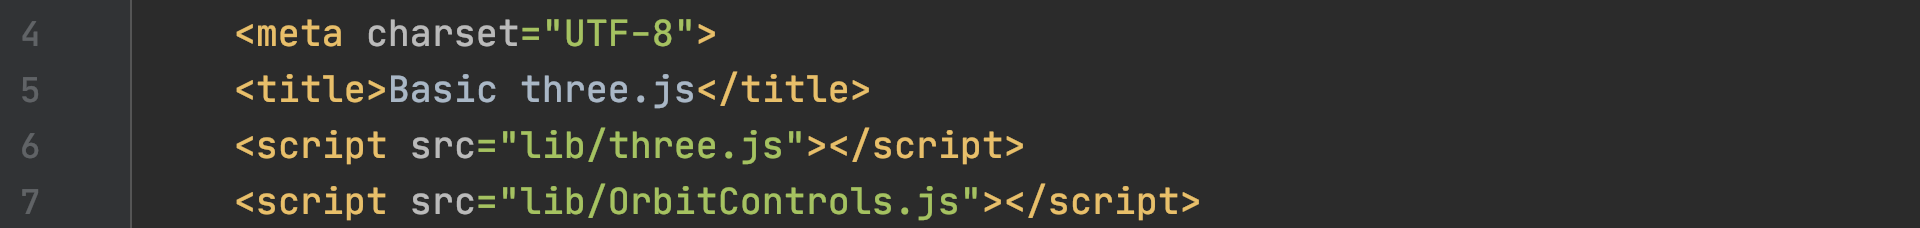 4 <meta charset="UTF-8">
5 <title>Basic three.js</title>
6 <script src="lib/three.js"></script>
7 <script src="lib/OrbitControls.js"></script>